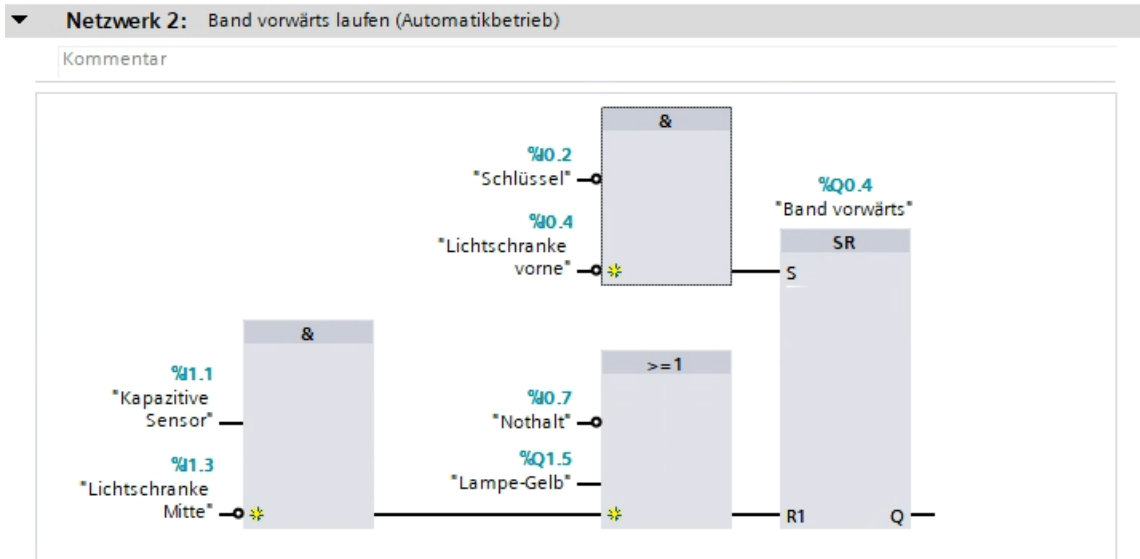 Netzwerk 2: Band vorwärts laufen (Automatikbetrieb)
Kommentar
&
%I0.2
"Schlüssel"
%I0.4
"Lichtschranke
vorne"
%Q0.4
"Band vorwärts"
SR
S
&
%I1.1
"Kapazitive
Sensor"
%I1.3
"Lichtschranke
Mitte"
>=1
%I0.7
"Nothalt"
%Q1.5
"Lampe-Gelb"
R1 Q